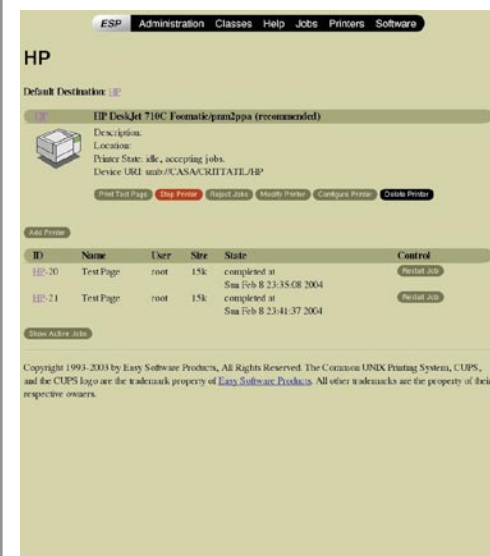 ESP Administration Classes Help Jobs Printers Software
HP
Default Destination: HP
HP HP DeskJet 710C Foomatic/pnm2ppa (recommended)
Description:
Location:
Printer State: idle, accepting jobs.
Device URI: smb://CASA/CRITTATIL/HP
Print Test Page Stop Printer Reject Jobs Modify Printer Configure Printer Delete Printer
Add Printer
ID Name User Size State Control
HP-20 Test Page root 15k completed at Restart Job
Sun Feb 8 23:35:08 2004
HP-21 Test Page root 15k completed at Restart Job
Sun Feb 8 23:41:37 2004
Show Active Jobs
Copyright 1993-2003 by Easy Software Products, All Rights Reserved. The Common UNIX Printing System, CUPS,
and the CUPS logo are the trademark property of Easy Software Products. All other trademarks are the property of their
respective owners.